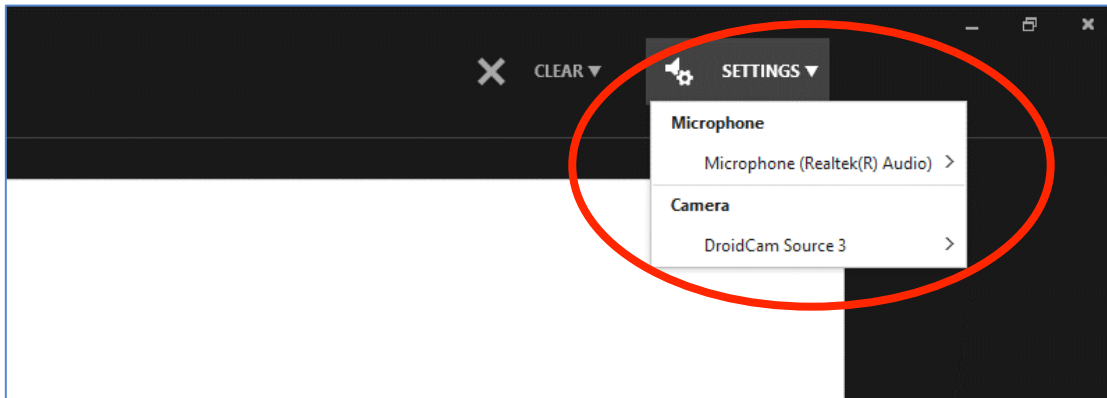 CLEAR ▼
SETTINGS ▼
Microphone
Microphone (Realtek(R) Audio) >
Camera
DroidCam Source 3 >